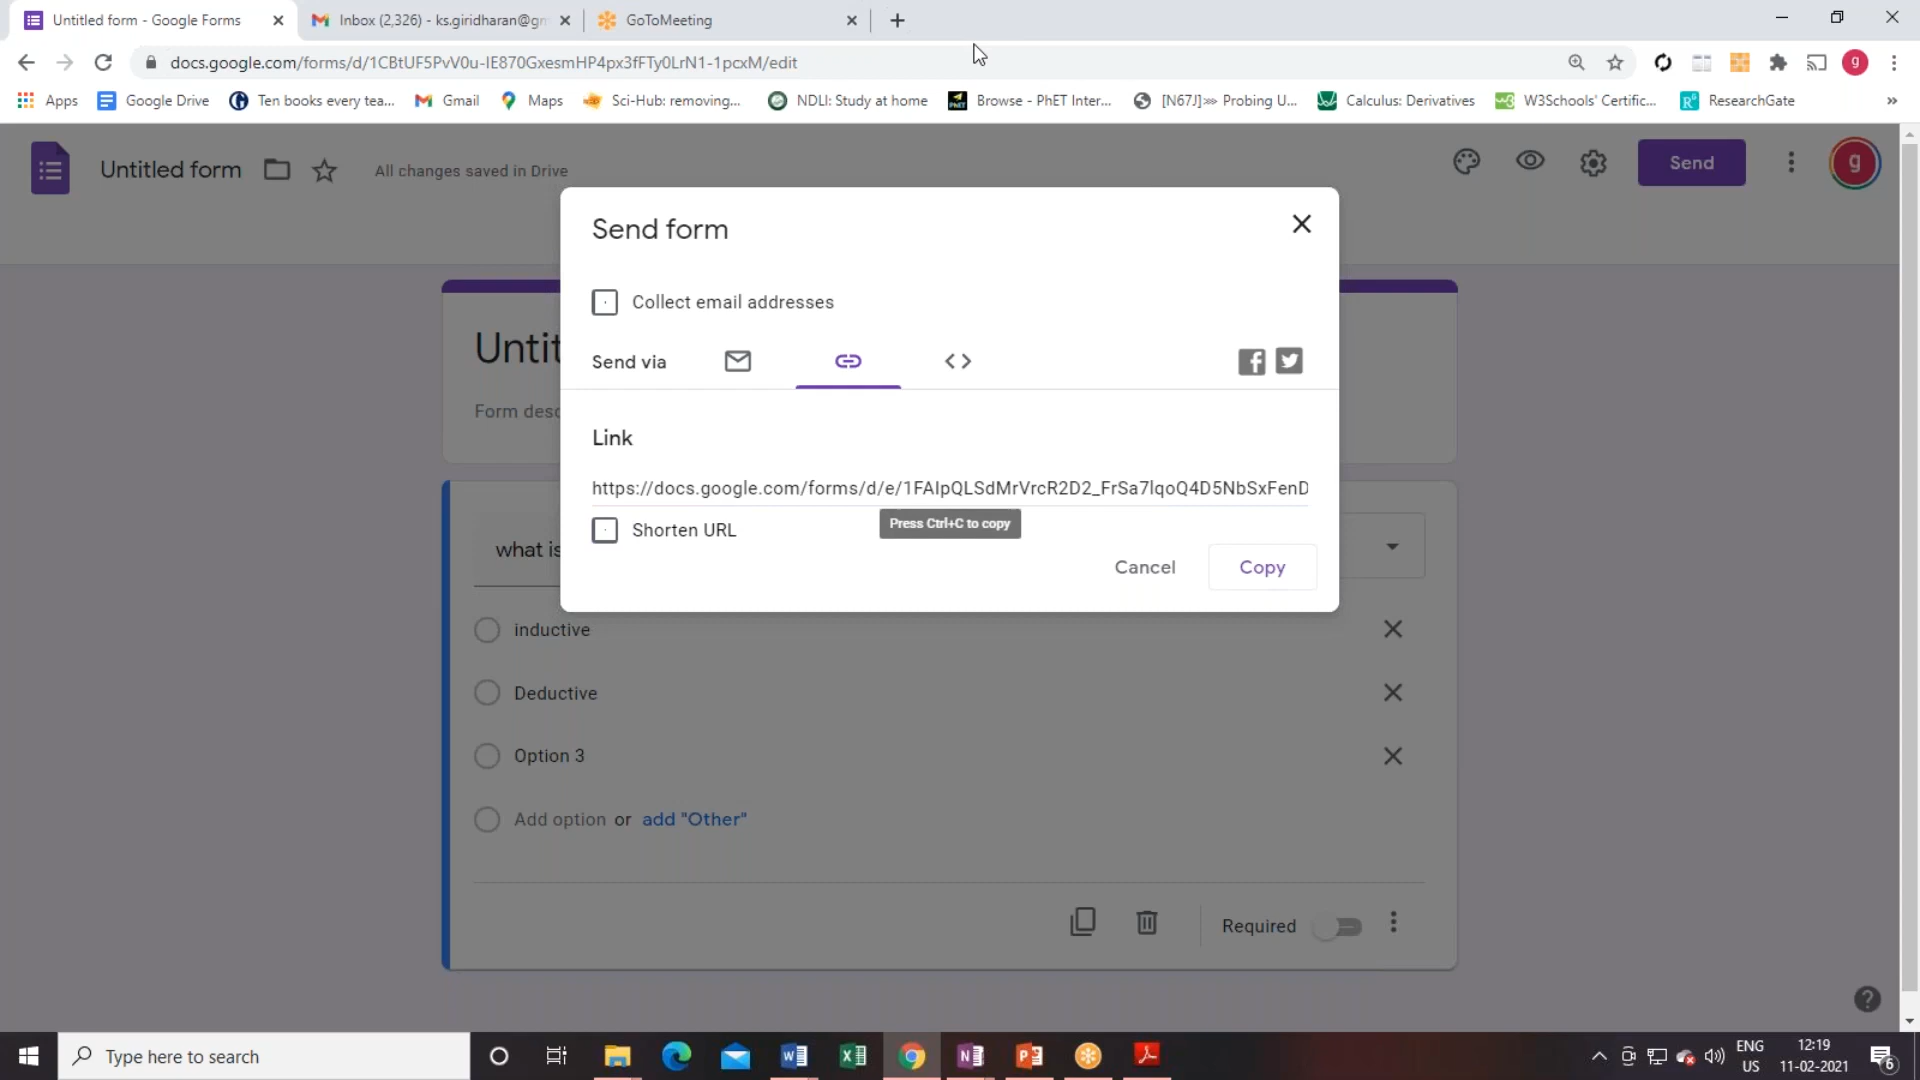 Untitled form - Google Forms
Inbox (2,326) - ks.giridharan@gm
GoToMeeting
docs.google.com/forms/d/1CBtUF5PvV0u-IE870GxesmHP4px3fFTy0LrN1-1pcxM/edit
g
Apps
Google Drive
Ten books every tea...
Gmail
Maps
Sci-Hub: removing...
NDLI: Study at home
Browse - PhET Inter...
[N67J]⋙ Probing U...
Calculus: Derivatives
W3Schools' Certific...
ResearchGate
»
Untitled form
All changes saved in Drive
Send
g
Send form
Collect email addresses
Send via
Untit
Form desc
Link
https://docs.google.com/forms/d/e/1FAIpQLSdMrVrcR2D2_FrSa7lqoQ4D5NbSxFenD
Press Ctrl+C to copy
Shorten URL
what is
Cancel
Copy
inductive
Deductive
Option 3
Add option or add "Other"
Required
Type here to search
ENG
US
12:19
11-02-2021
6